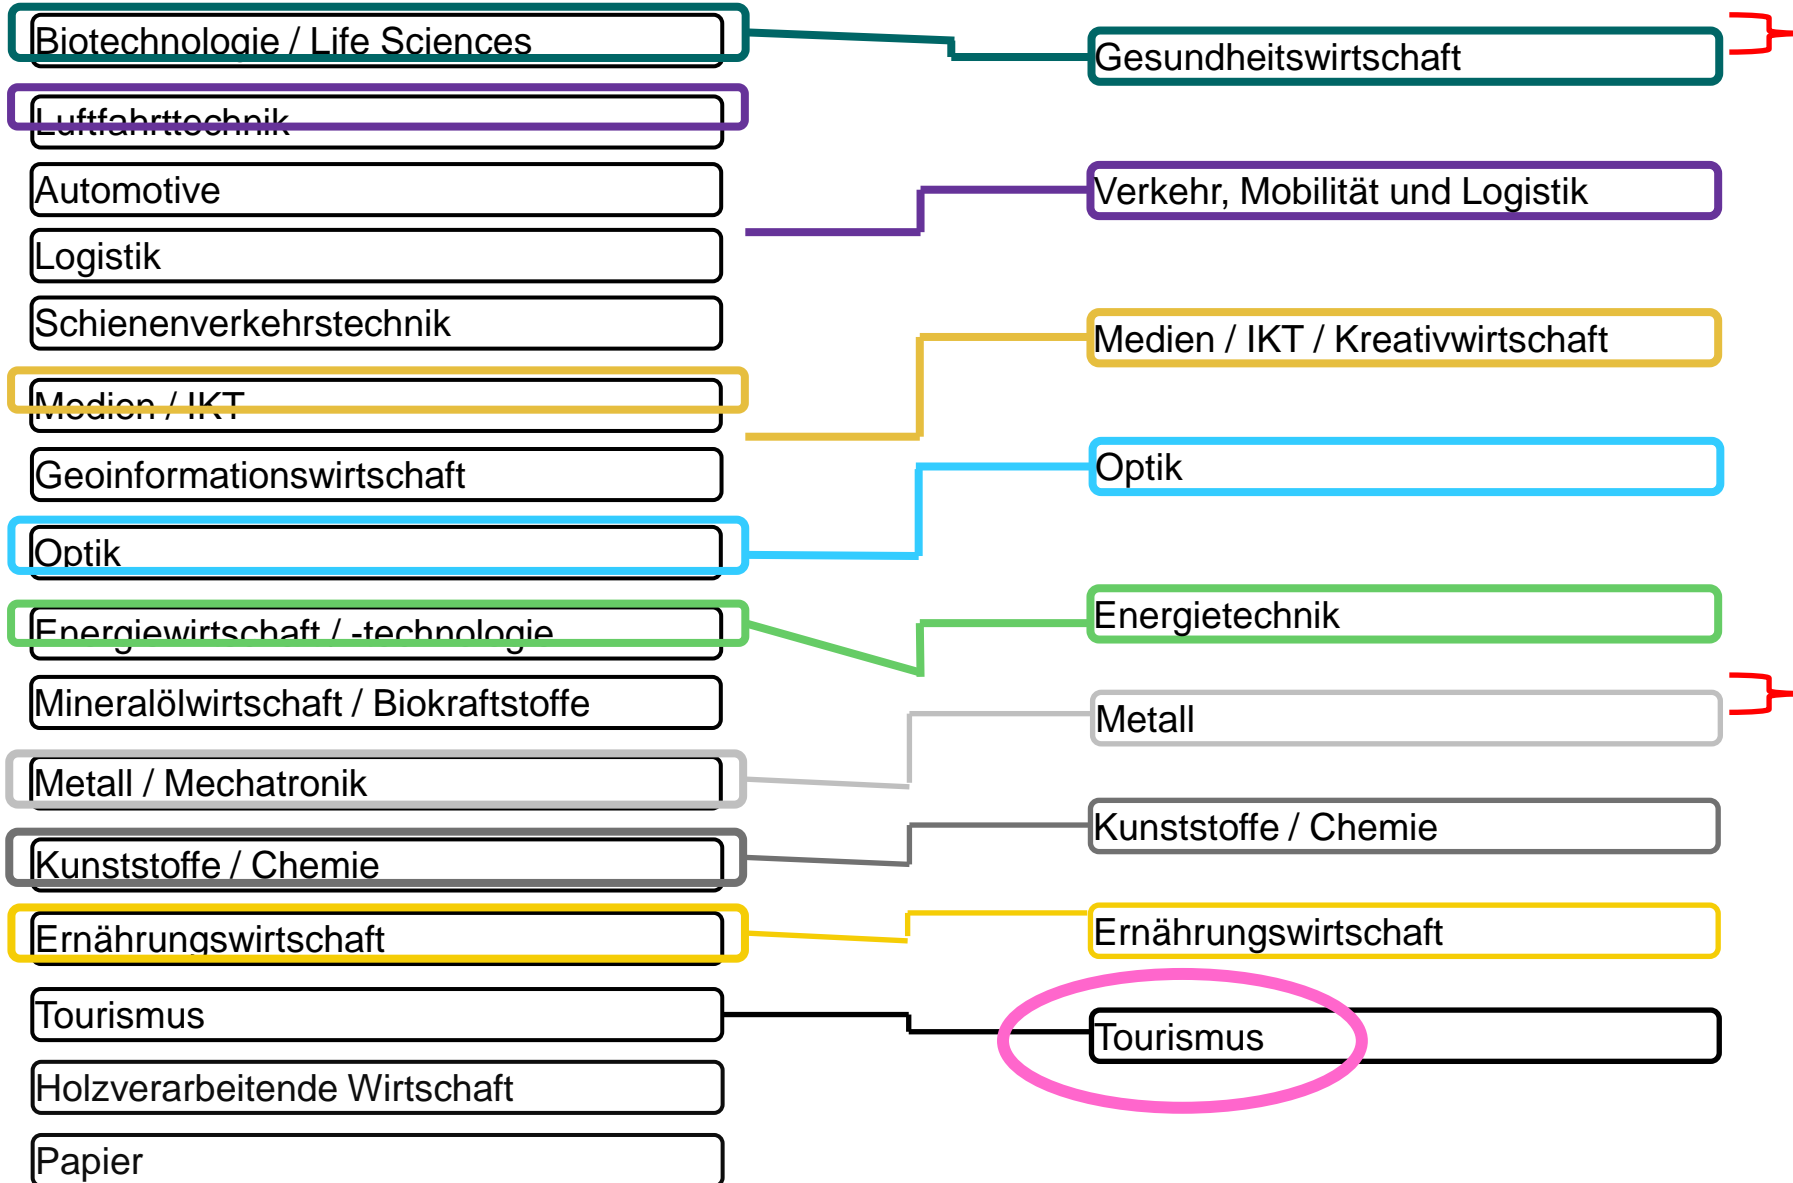 Biotechnologie / Life Sciences
Luftfahrttechnik
Automotive
Logistik
Schienenverkehrstechnik
Medien / IKT
Geoinformationswirtschaft
Optik
Energiewirtschaft / -technologie
Mineralölwirtschaft / Biokraftstoffe
Metall / Mechatronik
Kunststoffe / Chemie
Ernährungswirtschaft
Tourismus
Holzverarbeitende Wirtschaft
Papier
Gesundheitswirtschaft
Verkehr, Mobilität und Logistik
Medien / IKT / Kreativwirtschaft
Optik
Energietechnik
Metall
Kunststoffe / Chemie
Ernährungswirtschaft
Tourismus